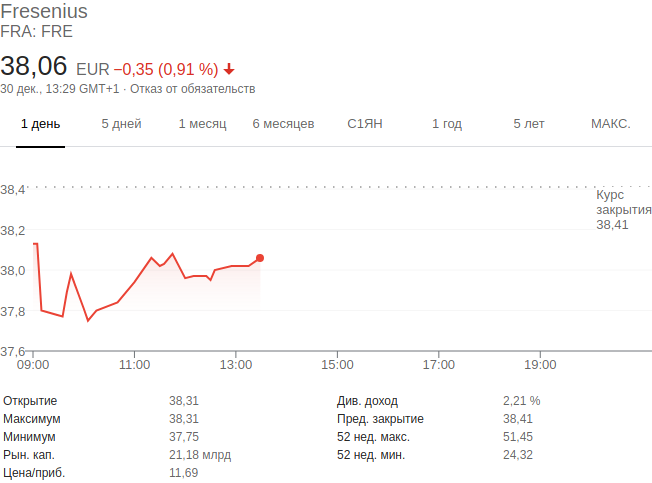 Fresenius
FRA: FRE
38,06 EUR −0,35 (0,91 %)
30 дек., 13:29 GMT+1 · Отказ от обязательств
1 день 5 дней 1 месяц 6 месяцев С1ЯН 1 год 5 лет МАКС.
38,4
Курс
закрытия
38,41
38,2
38,0
37,8
37,6
09:00 11:00 13:00 15:00 17:00 19:00
Открытие 38,31 Див. доход 2,21 %
Максимум 38,31 Пред. закрытие 38,41
Минимум 37,75 52 нед. макс. 51,45
Рын. кап. 21,18 млрд 52 нед. мин. 24,32
Цена/приб. 11,69